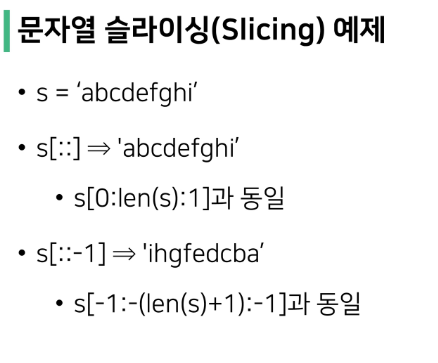 문자열 슬라이싱(Slicing) 예제
• s = ‘abcdefghi’
• s[::] ⇒ 'abcdefghi’
• s[0:len(s):1]과 동일
• s[::-1] ⇒ 'ihgfedcba’
• s[-1:-(len(s)+1):-1]과 동일